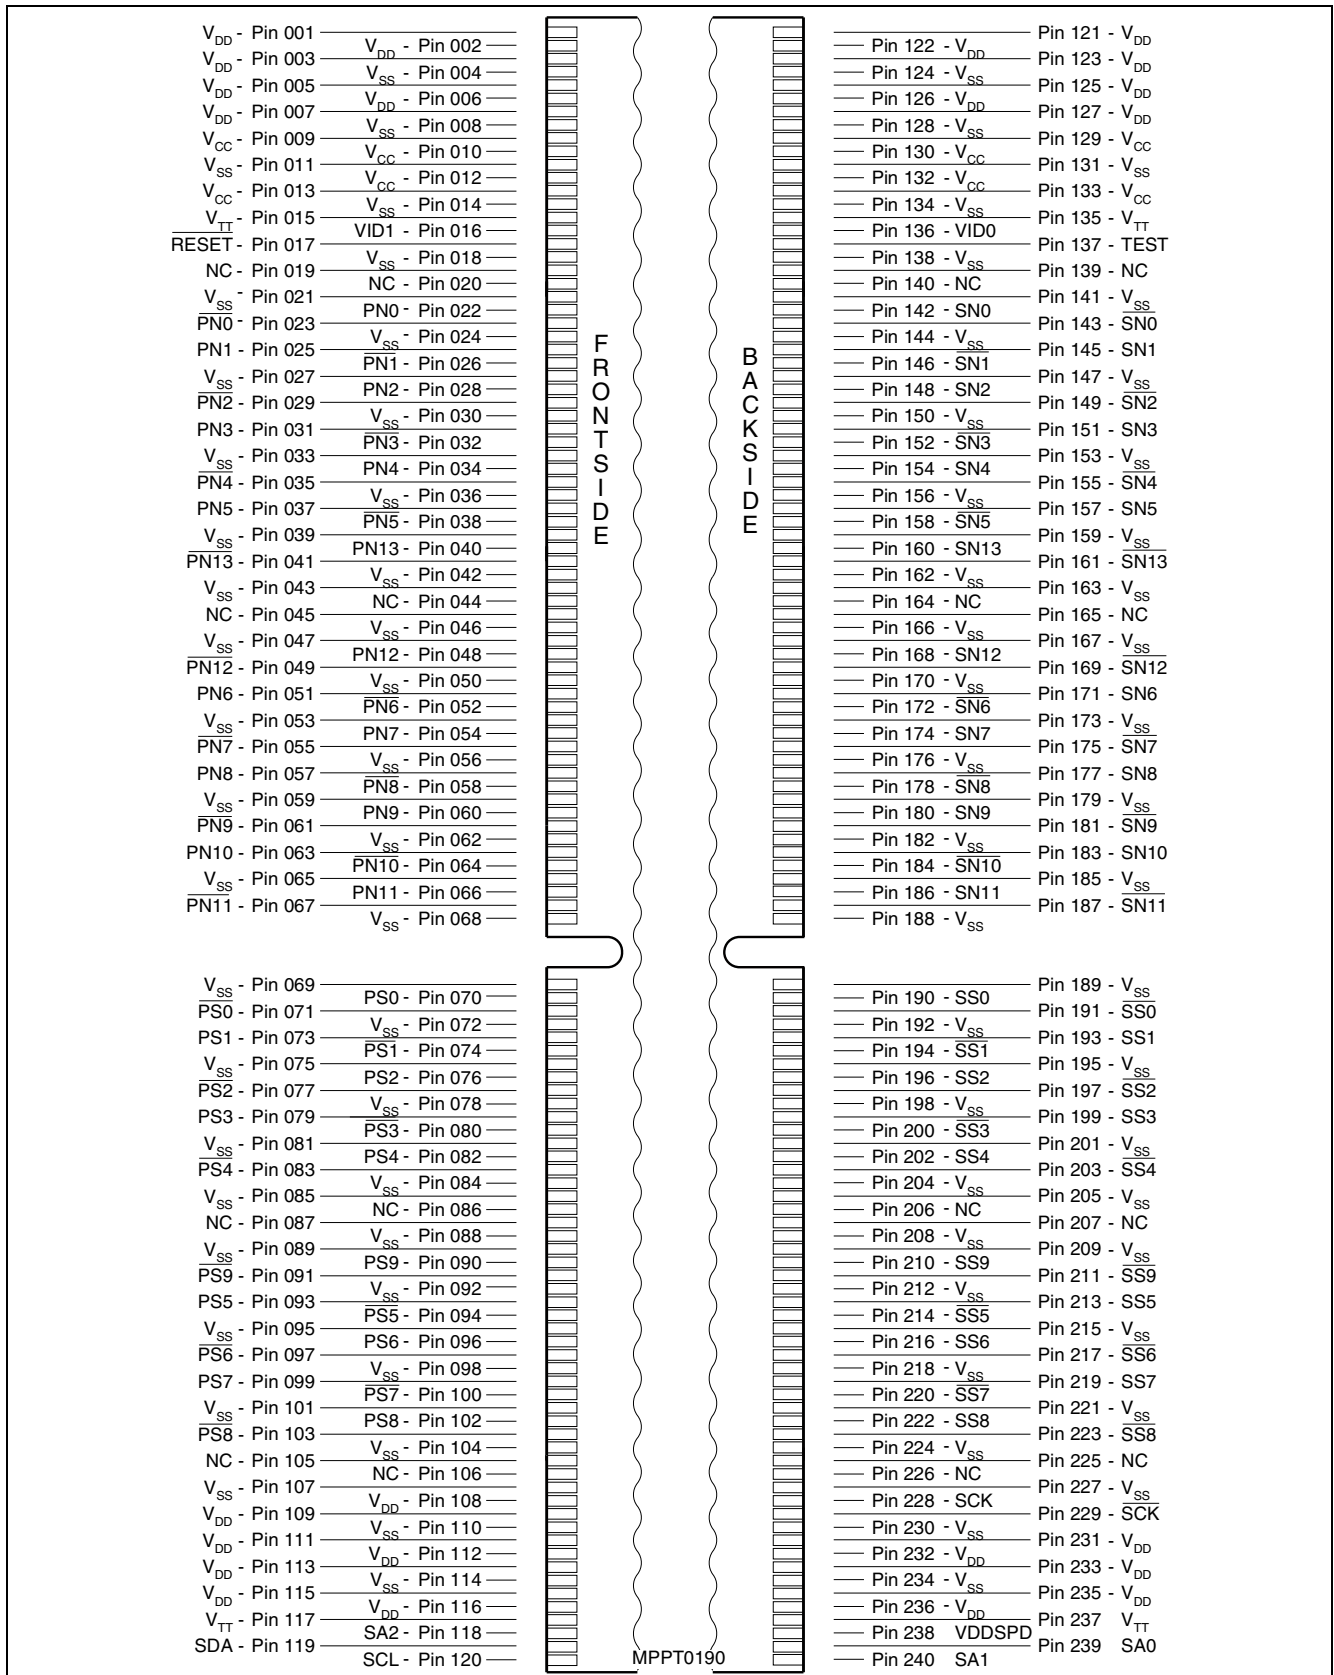 VDD - Pin 001 Pin 121 - VDD
VDD - Pin 002 Pin 122 - VDD
VDD - Pin 003 Pin 123 - VDD
VSS - Pin 004 Pin 124 - VSS
VDD - Pin 005 Pin 125 - VDD
VDD - Pin 006 Pin 126 - VDD
VDD - Pin 007 Pin 127 - VDD
VSS - Pin 008 Pin 128 - VSS
VCC - Pin 009 Pin 129 - VCC
VCC - Pin 010 Pin 130 - VCC
VSS - Pin 011 Pin 131 - VSS
VCC - Pin 012 Pin 132 - VCC
VCC - Pin 013 Pin 133 - VCC
VSS - Pin 014 Pin 134 - VSS
VTT - Pin 015 Pin 135 - VTT
VID1 - Pin 016 Pin 136 - VID0
RESET - Pin 017 Pin 137 - TEST
VSS - Pin 018 Pin 138 - VSS
NC - Pin 019 Pin 139 - NC
NC - Pin 020 Pin 140 - NC
VSS - Pin 021 Pin 141 - VSS
PN0 - Pin 022 Pin 142 - SN0
PN0 - Pin 023 Pin 143 - SN0
VSS - Pin 024 Pin 144 - VSS
PN1 - Pin 025 Pin 145 - SN1
PN1 - Pin 026 Pin 146 - SN1
VSS - Pin 027 Pin 147 - VSS
PN2 - Pin 028 Pin 148 - SN2
PN2 - Pin 029 Pin 149 - SN2
VSS - Pin 030 Pin 150 - VSS
PN3 - Pin 031 Pin 151 - SN3
PN3 - Pin 032 Pin 152 - SN3
VSS - Pin 033 Pin 153 - VSS
PN4 - Pin 034 Pin 154 - SN4
PN4 - Pin 035 Pin 155 - SN4
VSS - Pin 036 Pin 156 - VSS
PN5 - Pin 037 Pin 157 - SN5
PN5 - Pin 038 Pin 158 - SN5
VSS - Pin 039 Pin 159 - VSS
PN13 - Pin 040 Pin 160 - SN13
PN13 - Pin 041 Pin 161 - SN13
VSS - Pin 042 Pin 162 - VSS
VSS - Pin 043 Pin 163 - VSS
NC - Pin 044 Pin 164 - NC
NC - Pin 045 Pin 165 - NC
VSS - Pin 046 Pin 166 - VSS
VSS - Pin 047 Pin 167 - VSS
PN12 - Pin 048 Pin 168 - SN12
PN12 - Pin 049 Pin 169 - SN12
VSS - Pin 050 Pin 170 - VSS
PN6 - Pin 051 Pin 171 - SN6
PN6 - Pin 052 Pin 172 - SN6
VSS - Pin 053 Pin 173 - VSS
PN7 - Pin 054 Pin 174 - SN7
PN7 - Pin 055 Pin 175 - SN7
VSS - Pin 056 Pin 176 - VSS
PN8 - Pin 057 Pin 177 - SN8
PN8 - Pin 058 Pin 178 - SN8
VSS - Pin 059 Pin 179 - VSS
PN9 - Pin 060 Pin 180 - SN9
PN9 - Pin 061 Pin 181 - SN9
VSS - Pin 062 Pin 182 - VSS
PN10 - Pin 063 Pin 183 - SN10
PN10 - Pin 064 Pin 184 - SN10
VSS - Pin 065 Pin 185 - VSS
PN11 - Pin 066 Pin 186 - SN11
PN11 - Pin 067 Pin 187 - SN11
VSS - Pin 068 Pin 188 - VSS
FRONTSIDE
BACKSIDE
VSS - Pin 069 Pin 189 - VSS
PS0 - Pin 070 Pin 190 - SS0
PS0 - Pin 071 Pin 191 - SS0
VSS - Pin 072 Pin 192 - VSS
PS1 - Pin 073 Pin 193 - SS1
PS1 - Pin 074 Pin 194 - SS1
VSS - Pin 075 Pin 195 - VSS
PS2 - Pin 076 Pin 196 - SS2
PS2 - Pin 077 Pin 197 - SS2
VSS - Pin 078 Pin 198 - VSS
PS3 - Pin 079 Pin 199 - SS3
PS3 - Pin 080 Pin 200 - SS3
VSS - Pin 081 Pin 201 - VSS
PS4 - Pin 082 Pin 202 - SS4
PS4 - Pin 083 Pin 203 - SS4
VSS - Pin 084 Pin 204 - VSS
VSS - Pin 085 Pin 205 - VSS
NC - Pin 086 Pin 206 - NC
NC - Pin 087 Pin 207 - NC
VSS - Pin 088 Pin 208 - VSS
VSS - Pin 089 Pin 209 - VSS
PS9 - Pin 090 Pin 210 - SS9
PS9 - Pin 091 Pin 211 - SS9
VSS - Pin 092 Pin 212 - VSS
PS5 - Pin 093 Pin 213 - SS5
PS5 - Pin 094 Pin 214 - SS5
VSS - Pin 095 Pin 215 - VSS
PS6 - Pin 096 Pin 216 - SS6
PS6 - Pin 097 Pin 217 - SS6
VSS - Pin 098 Pin 218 - VSS
PS7 - Pin 099 Pin 219 - SS7
PS7 - Pin 100 Pin 220 - SS7
VSS - Pin 101 Pin 221 - VSS
PS8 - Pin 102 Pin 222 - SS8
PS8 - Pin 103 Pin 223 - SS8
VSS - Pin 104 Pin 224 - VSS
NC - Pin 105 Pin 225 - NC
NC - Pin 106 Pin 226 - NC
VSS - Pin 107 Pin 227 - VSS
VDD - Pin 108 Pin 228 - SCK
VDD - Pin 109 Pin 229 - SCK
VSS - Pin 110 Pin 230 - VSS
VDD - Pin 111 Pin 231 - VDD
VDD - Pin 112 Pin 232 - VDD
VDD - Pin 113 Pin 233 - VDD
VSS - Pin 114 Pin 234 - VSS
VDD - Pin 115 Pin 235 - VDD
VDD - Pin 116 Pin 236 - VDD
VTT - Pin 117 Pin 237 VTT
SA2 - Pin 118 Pin 238 VDDSPD
SDA - Pin 119 Pin 239 SA0
SCL - Pin 120 Pin 240 SA1
MPPT0190